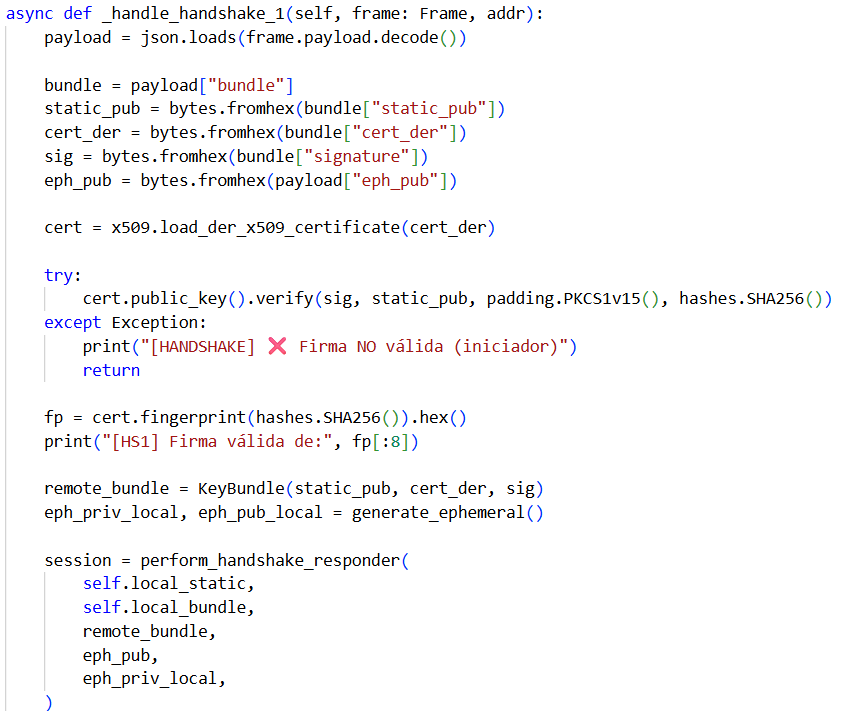 async def _handle_handshake_1(self, frame: Frame, addr):
    payload = json.loads(frame.payload.decode())

    bundle = payload["bundle"]
    static_pub = bytes.fromhex(bundle["static_pub"])
    cert_der = bytes.fromhex(bundle["cert_der"])
    sig = bytes.fromhex(bundle["signature"])
    eph_pub = bytes.fromhex(payload["eph_pub"])

    cert = x509.load_der_x509_certificate(cert_der)

    try:
        cert.public_key().verify(sig, static_pub, padding.PKCS1v15(), hashes.SHA256())
    except Exception:
        print("[HANDSHAKE] ❌ Firma NO válida (iniciador)")
        return

    fp = cert.fingerprint(hashes.SHA256()).hex()
    print("[HS1] Firma válida de:", fp[:8])

    remote_bundle = KeyBundle(static_pub, cert_der, sig)
    eph_priv_local, eph_pub_local = generate_ephemeral()

    session = perform_handshake_responder(
        self.local_static,
        self.local_bundle,
        remote_bundle,
        eph_pub,
        eph_priv_local,
    )